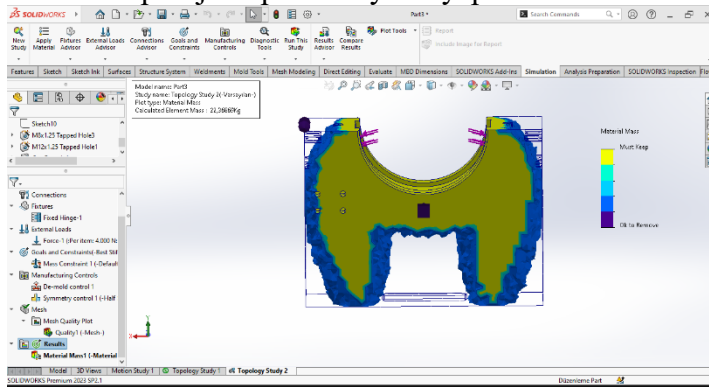 SOLIDWORKS
Part3 *
Search Commands
New Study
Apply Material
Fixtures Advisor
External Loads Advisor
Connections Advisor
Goals and Constraints
Manufacturing Controls
Diagnostic Tools
Run This Study
Results Advisor
Compare Results
Plot Tools
Report
Include Image for Report
Features
Sketch
Sketch Ink
Surfaces
Structure System
Weldments
Mold Tools
Mesh Modeling
Direct Editing
Evaluate
MBD Dimensions
SOLIDWORKS Add-Ins
Simulation
Analysis Preparation
SOLIDWORKS Inspection
Flo
Model name: Part3
Study name: Topology Study 2(-Varsayılan-)
Plot type: Material Mass
Sketch10
M8x1.25 Tapped Hole3
M12x1.25 Tapped Hole1
Connections
Fixtures
Fixed Hinge-1
External Loads
Force-1 (:Per item: 4.000 N:
Goals and Constraints(-Best Stif
Mass Constraint 1 (-Default
Manufacturing Controls
De-mold control 1
Symmetry control 1 (-Half
Mesh
Mesh Quality Plot
Quality1 (-Mesh-)
Results
Material Mass1 (-Material
Material Mass
Must Keep
Ok to Remove
Y
X
Model
3D Views
Motion Study 1
Topology Study 1
Topology Study 2
SOLIDWORKS Premium 2023 SP2.1
Düzenleme Part